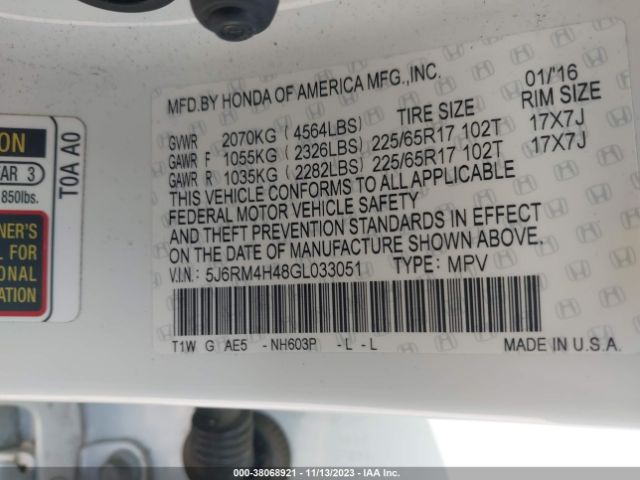 MFD.BY HONDA OF AMERICA MFG.,INC. 01/'16
GVWR 2070KG ( 4564LBS) TIRE SIZE RIM SIZE
GAWR F 1055KG ( 2326LBS) 225/65R17 102T 17X7J
GAWR R 1035KG ( 2282LBS) 225/65R17 102T 17X7J
THIS VEHICLE CONFORMS TO ALL APPLICABLE
FEDERAL MOTOR VEHICLE SAFETY
AND THEFT PREVENTION STANDARDS IN EFFECT
ON THE DATE OF MANUFACTURE SHOWN ABOVE.
V.I.N.: 5J6RM4H48GL033051 TYPE: MPV
T1W G AE5 -NH603P -L -L MADE IN U.S.A.
ION
AR 3
850lbs.
NER'S
L FOR
IONAL
ATION
T0A A0
000-38068921 - 11/13/2023 - IAA Inc.